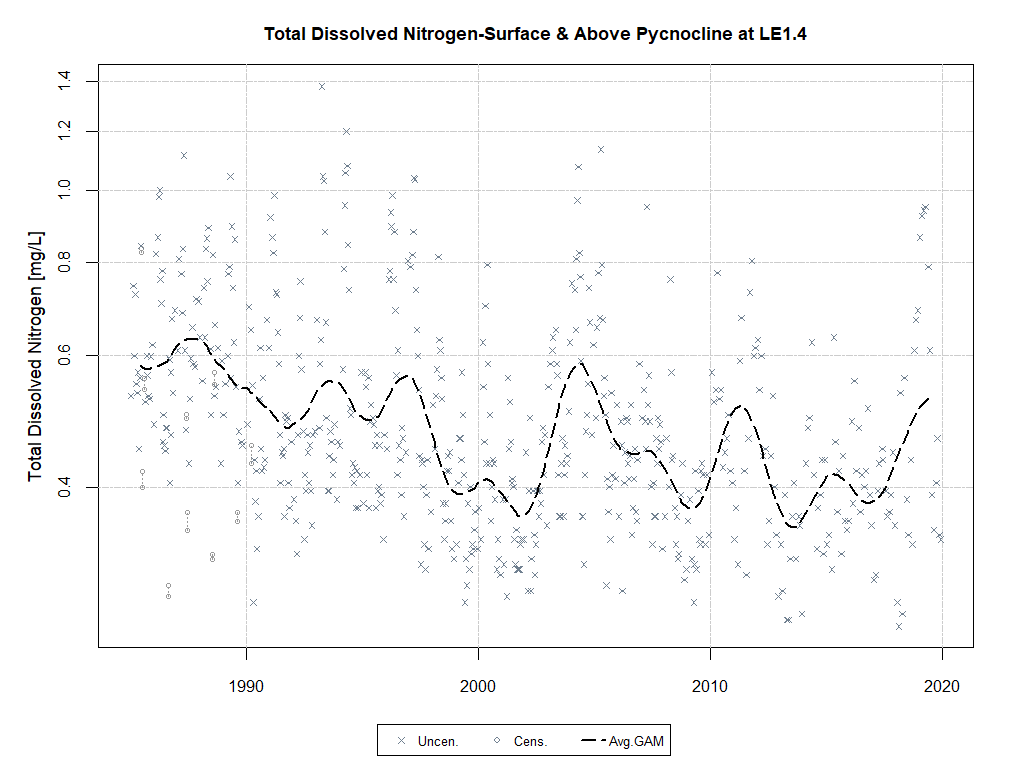 Total Dissolved Nitrogen-Surface & Above Pycnocline at LE1.4
Total Dissolved Nitrogen [mg/L]
1.4
1.2
1.0
0.8
0.6
0.4
1990 2000 2010 2020
Uncen. Cens. Avg.GAM